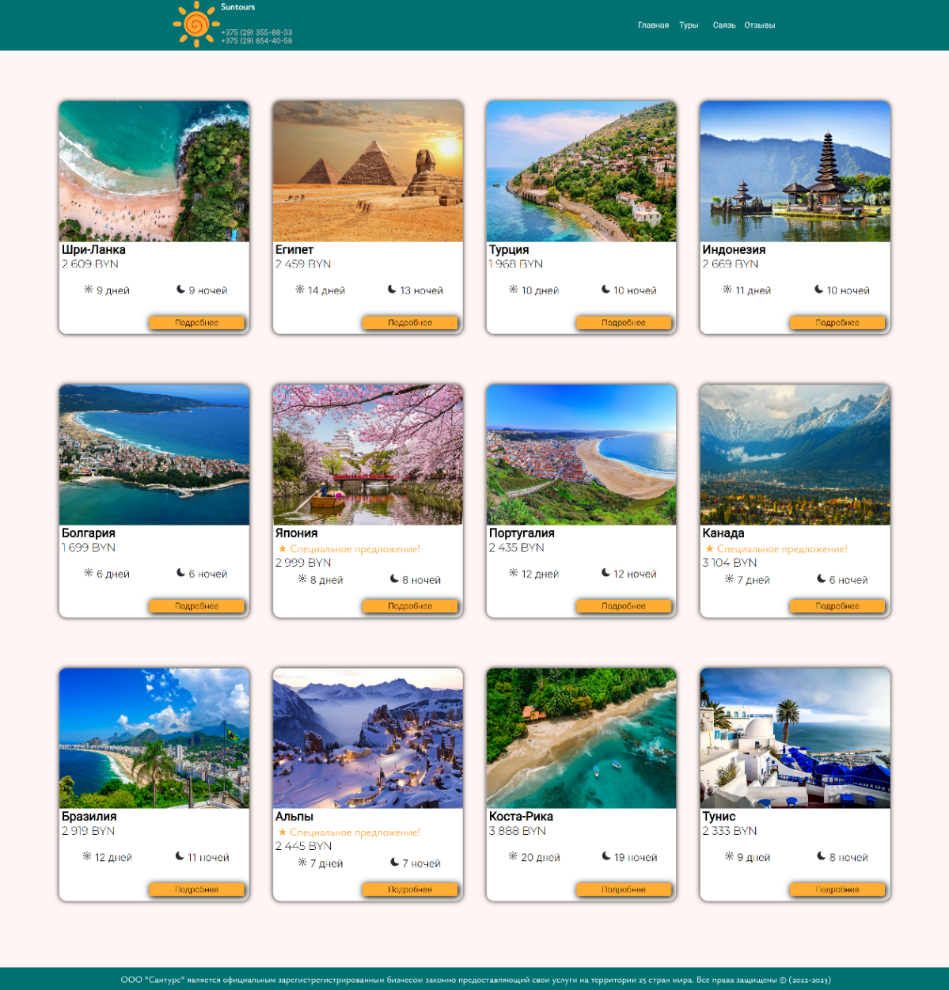 Suntours
+375 (29) 355-68-33
+375 (29) 854-40-59
Главная Туры Связь Отзывы
Шри-Ланка
2 609 BYN
9 дней 9 ночей
Подробнее
Египет
2 459 BYN
14 дней 13 ночей
Подробнее
Турция
1 968 BYN
10 дней 10 ночей
Подробнее
Индонезия
2 669 BYN
11 дней 10 ночей
Подробнее
Болгария
1 699 BYN
6 дней 6 ночей
Подробнее
Япония
★ Специальное предложение!
2 999 BYN
8 дней 8 ночей
Подробнее
Португалия
2 435 BYN
12 дней 12 ночей
Подробнее
Канада
★ Специальное предложение!
3 104 BYN
7 дней 6 ночей
Подробнее
Бразилия
2 919 BYN
12 дней 11 ночей
Подробнее
Альпы
★ Специальное предложение!
2 445 BYN
7 дней 7 ночей
Подробнее
Коста-Рика
3 888 BYN
20 дней 19 ночей
Подробнее
Тунис
2 333 BYN
9 дней 8 ночей
Подробнее
ООО "Сантурс" является официальным зарегистрегистрированным бизнесом законно предоставляющий свои услуги на территории 25 стран мира. Все права защищены © (2022-2023)